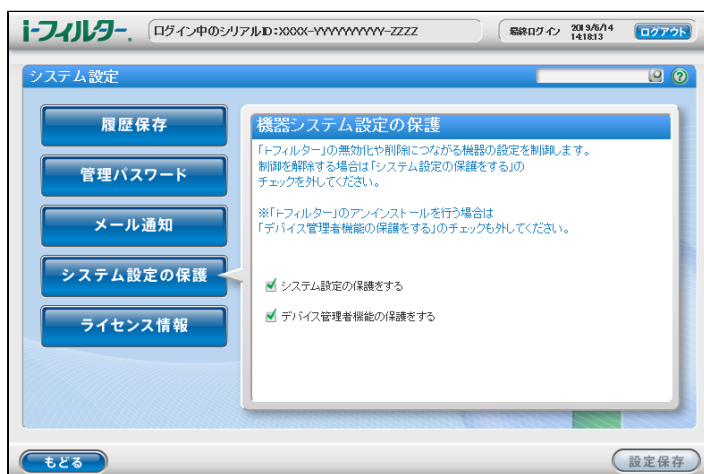 i-フィルター.
ログイン中のシリアルID:XXXX-YYYYYYYYYY-ZZZZ
最終ログイン 2019/6/14 14:18:13
ログアウト
システム設定
履歴保存
管理パスワード
メール通知
システム設定の保護
ライセンス情報
機器システム設定の保護
「i-フィルター」の無効化や削除につながる機器の設定を制御します。
制御を解除する場合は「システム設定の保護をする」の
チェックを外してください。
※「i-フィルター」のアンインストールを行う場合は
「デバイス管理者機能の保護をする」のチェックも外してください。
システム設定の保護をする
デバイス管理者機能の保護をする
もどる
設定保存